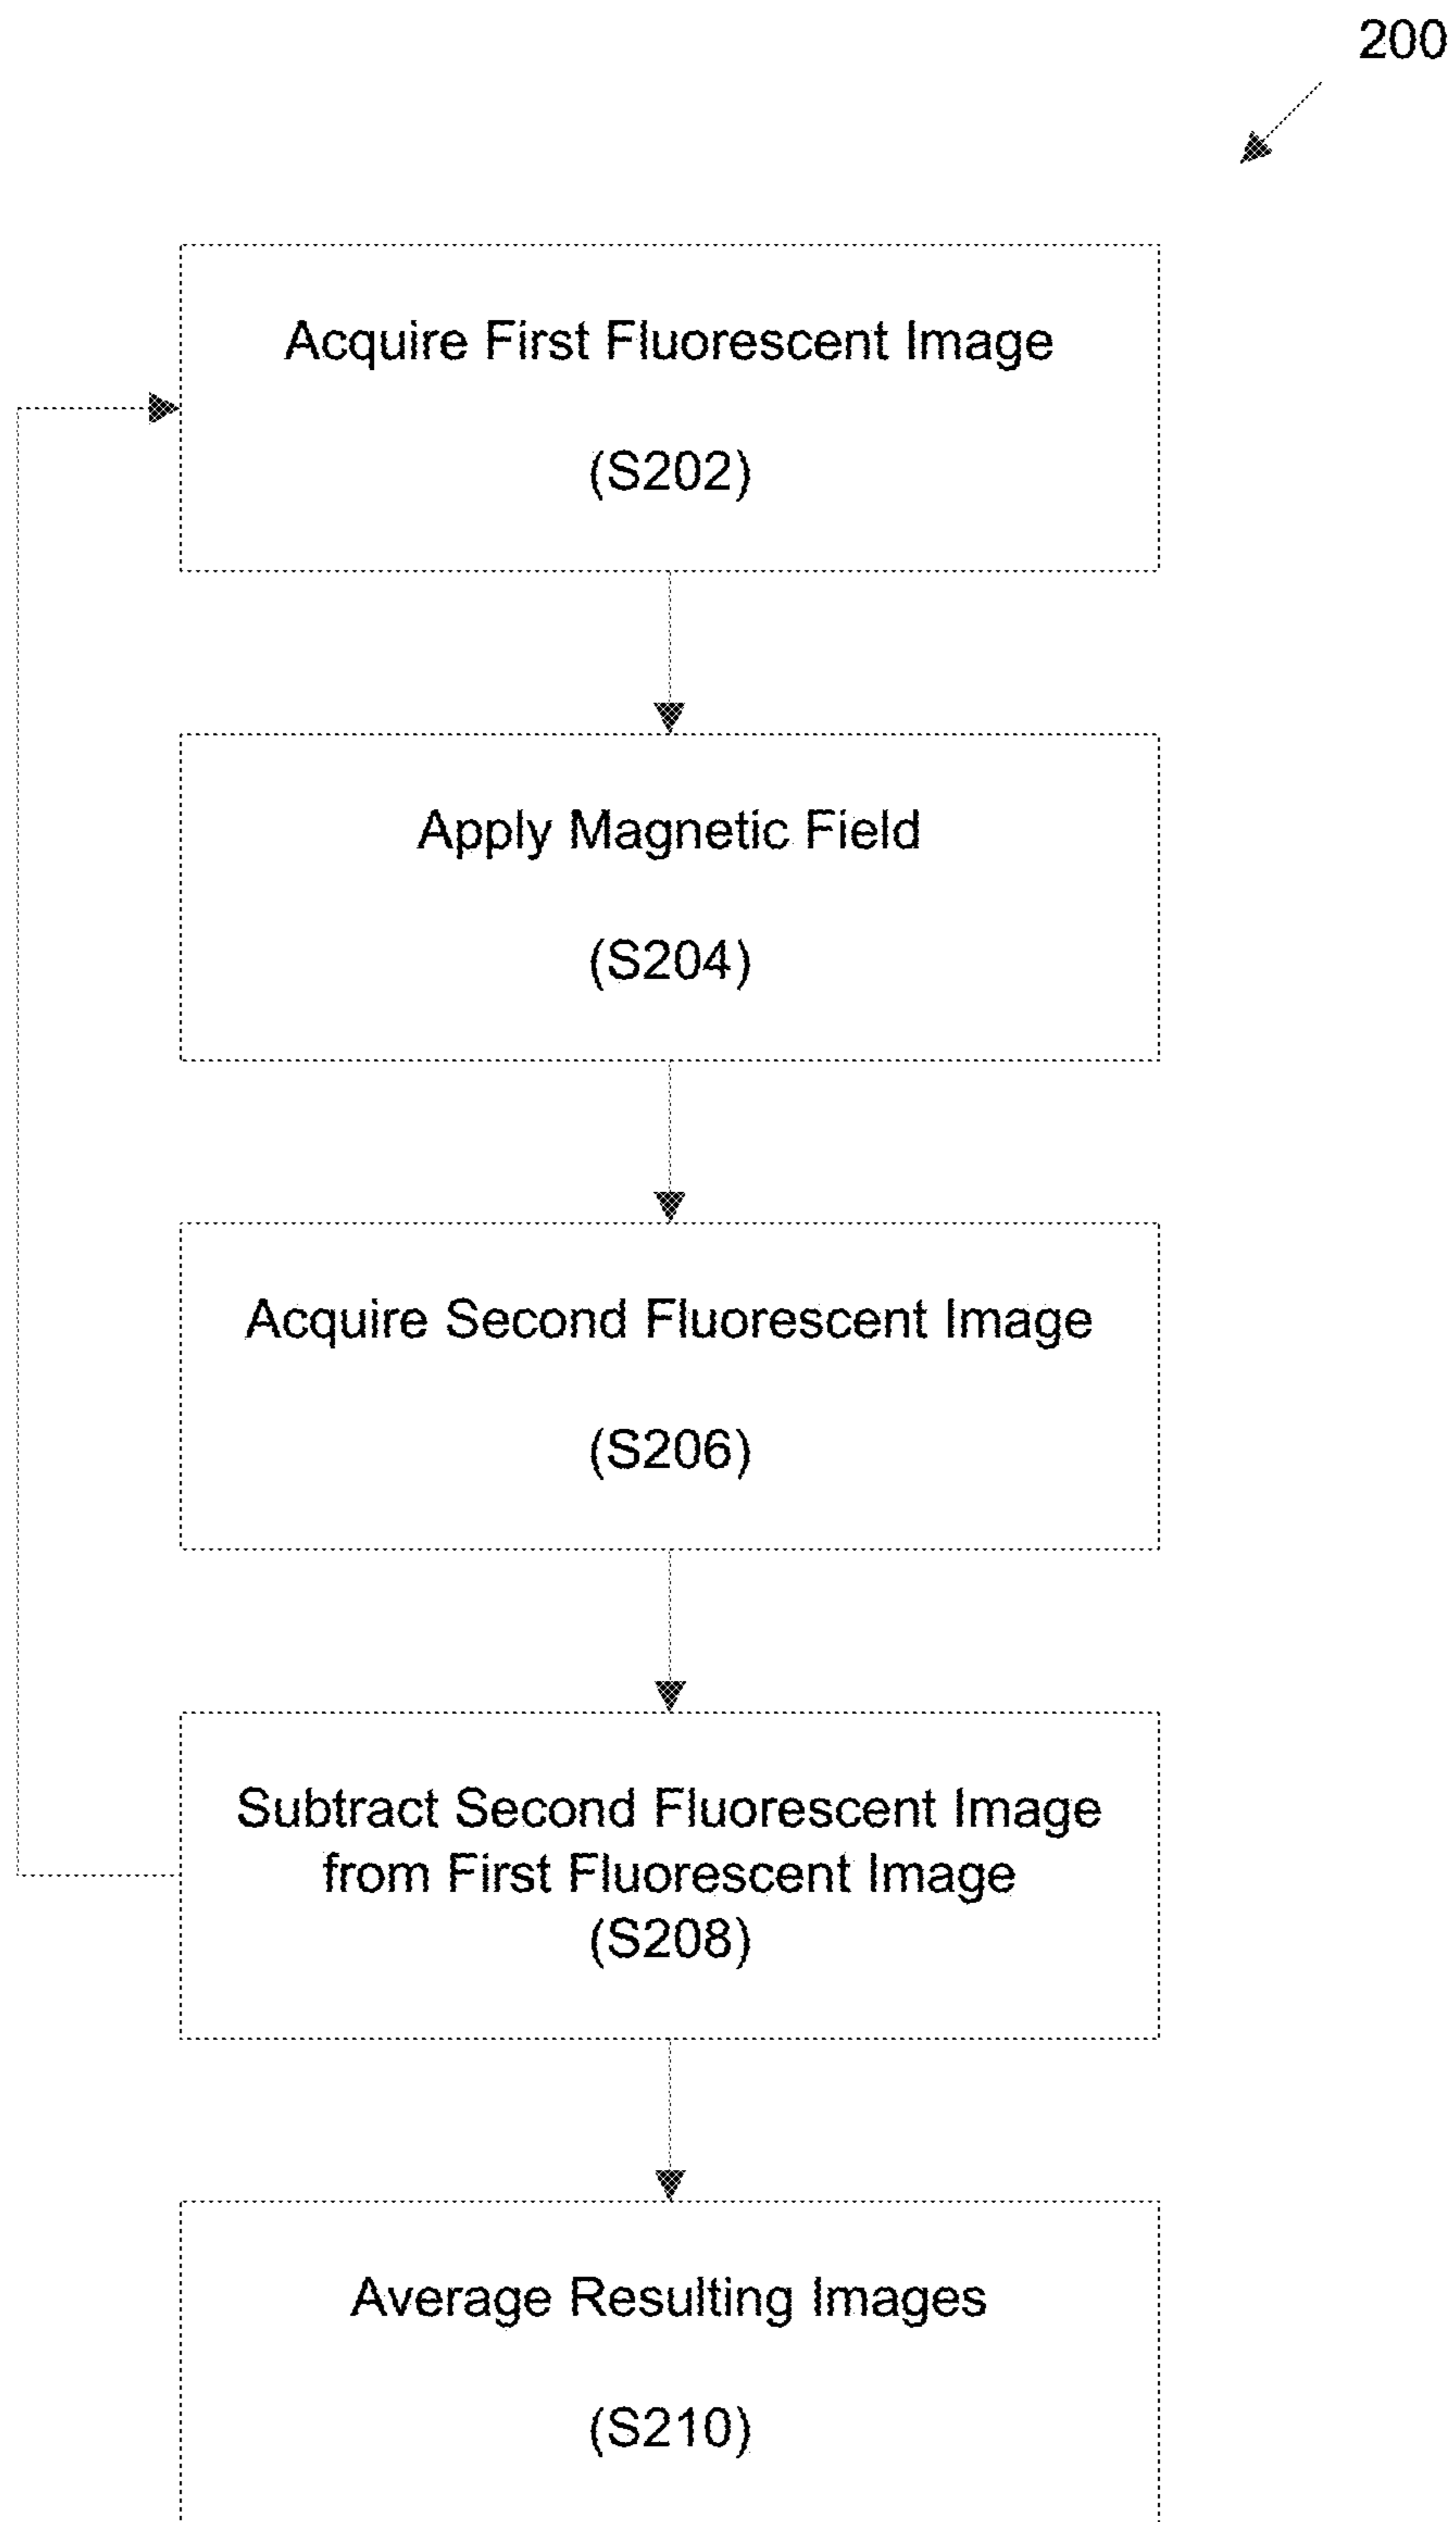 200
Acquire First Fluorescent Image
(S202)
Apply Magnetic Field
(S204)
Acquire Second Fluorescent Image
(S206)
Subtract Second Fluorescent Image
from First Fluorescent Image
(S208)
Average Resulting Images
(S210)